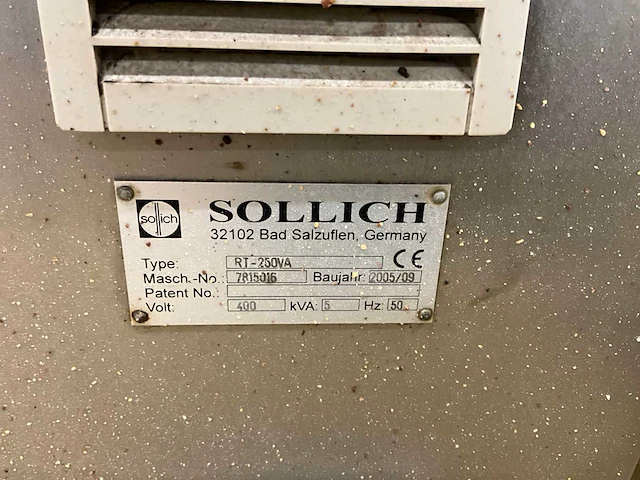 sollich SOLLICH
32102 Bad Salzuflen, Germany
Type: RT-250VA CE
Masch.-No. 7815016 Baujahr: 2005/09
Patent No.:
Volt: 400 kVA: 5 Hz: 50